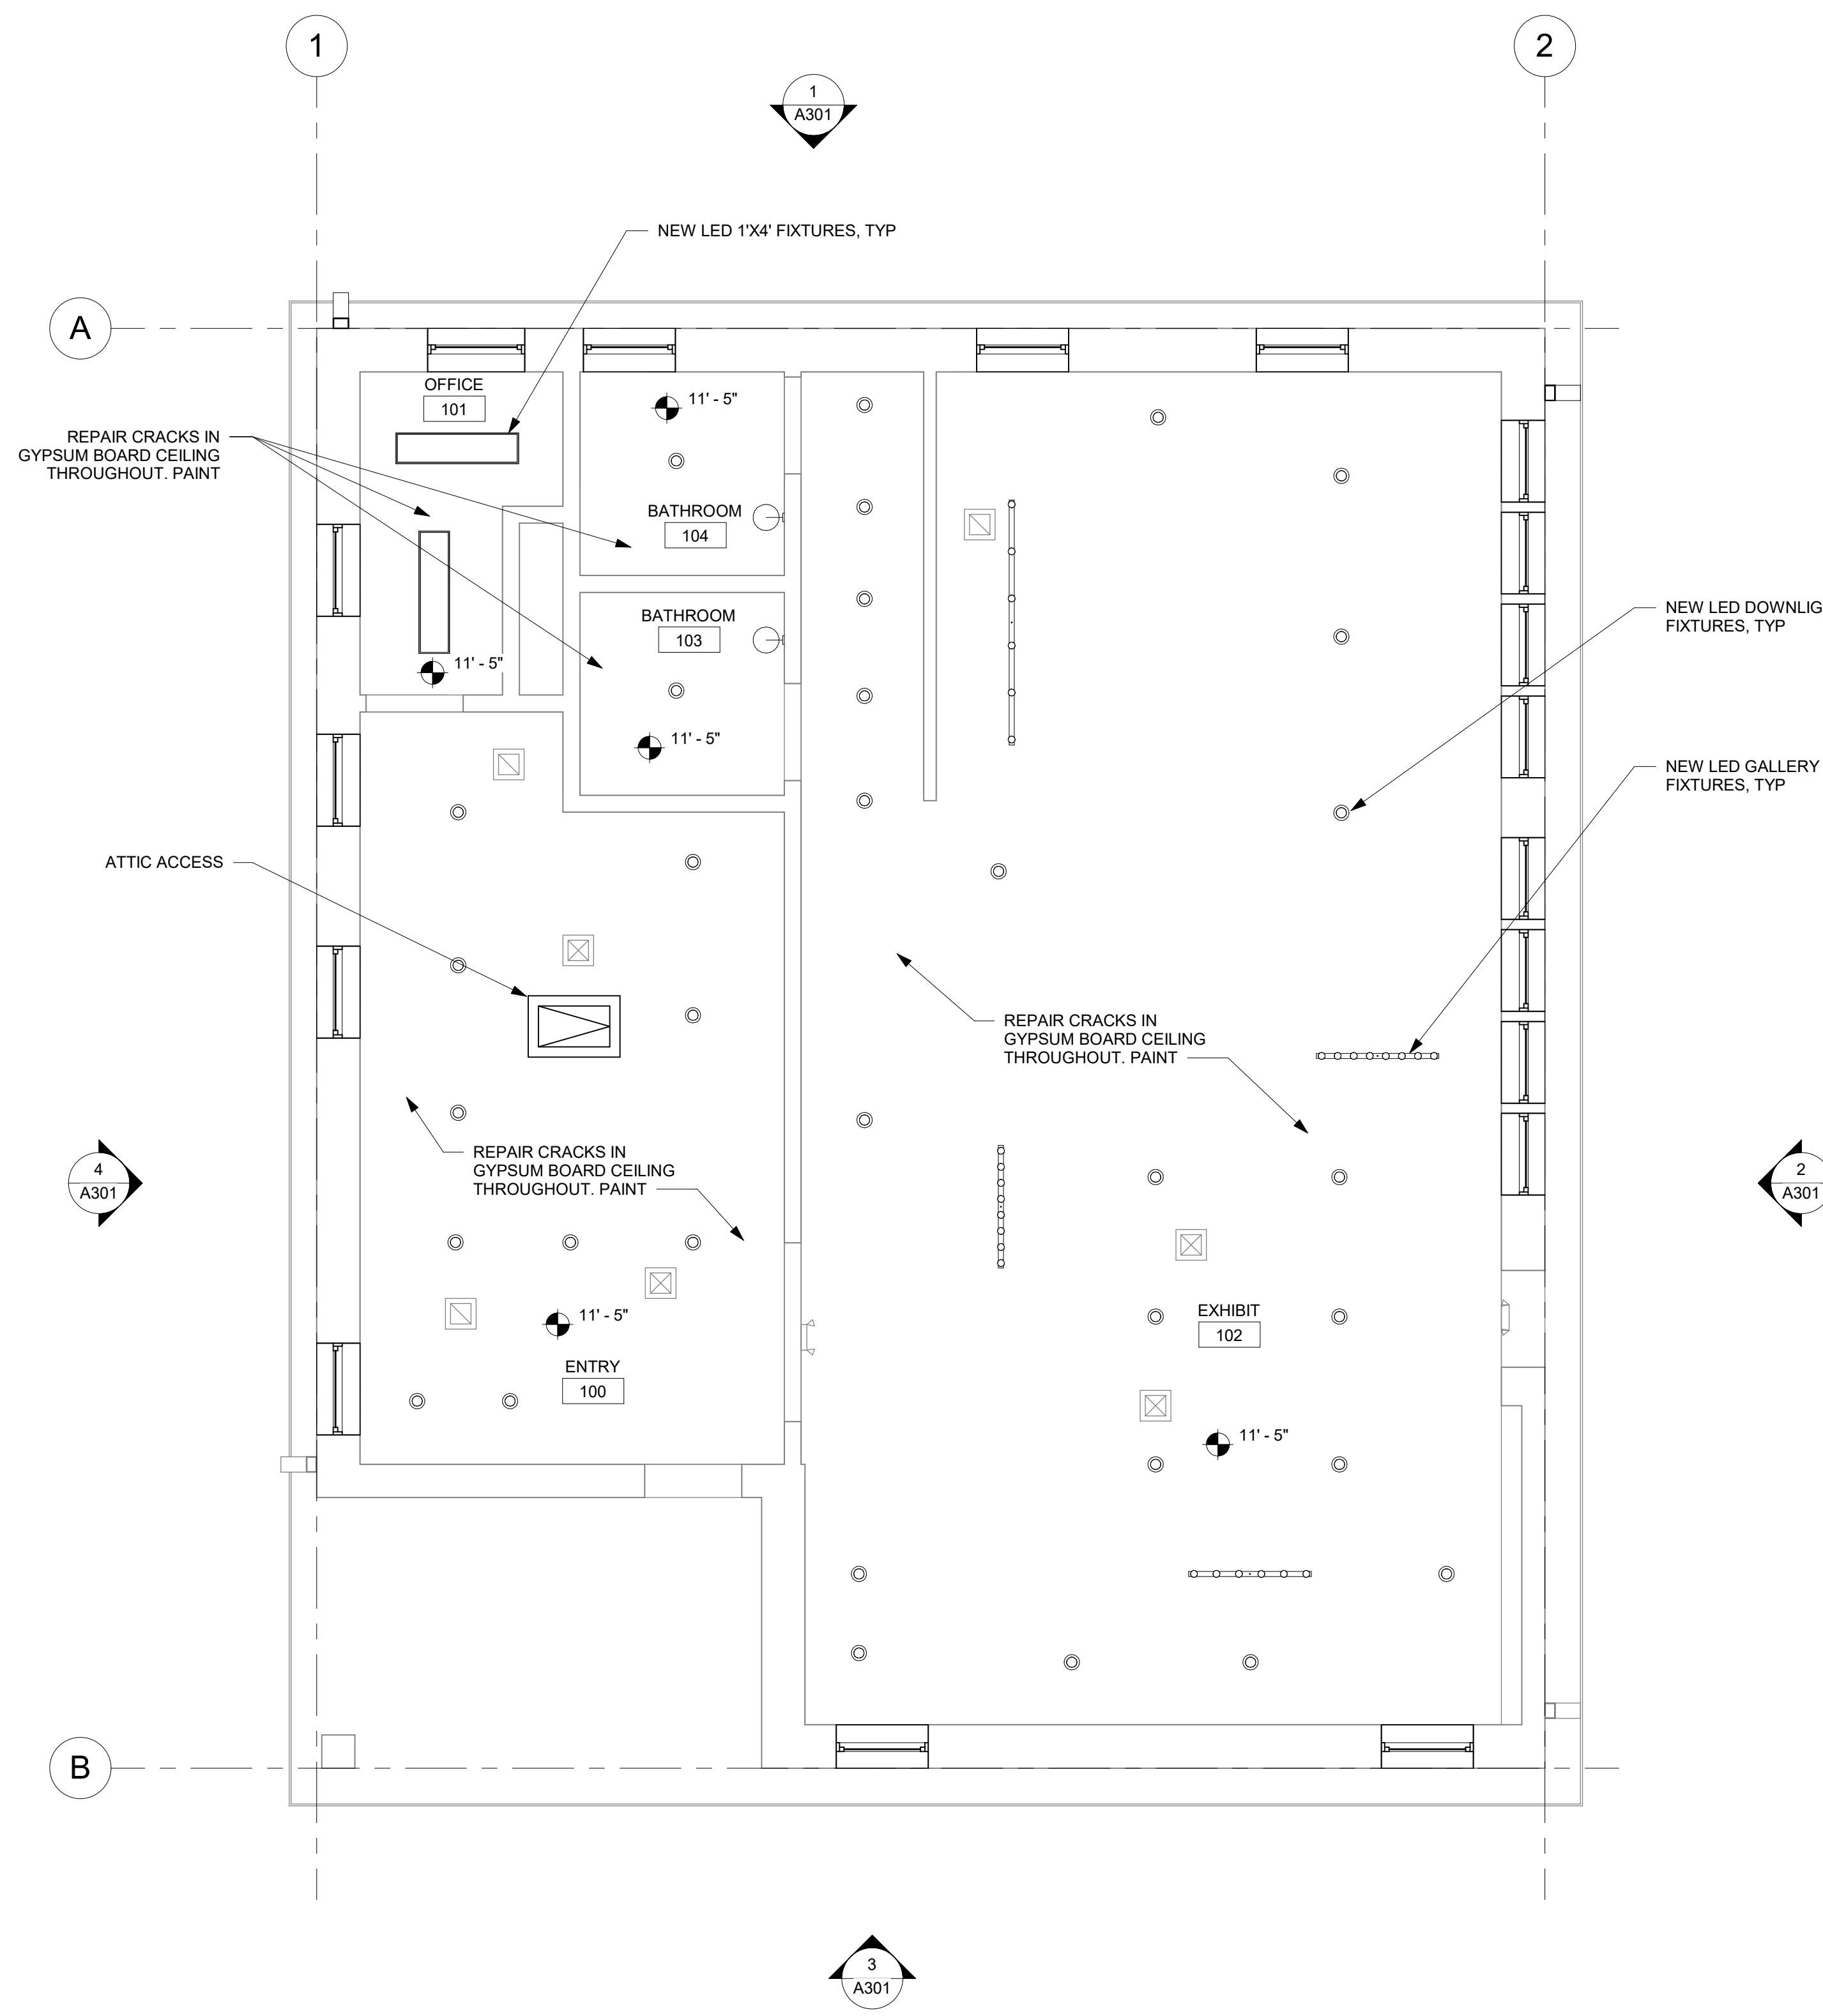 1
2
1
A301
NEW LED 1'X4' FIXTURES, TYP
A
OFFICE
101
11' - 5"
REPAIR CRACKS IN
GYPSUM BOARD CEILING
THROUGHOUT. PAINT
BATHROOM
104
BATHROOM
103
11' - 5"
11' - 5"
NEW LED DOWNLIG
FIXTURES, TYP
NEW LED GALLERY
FIXTURES, TYP
ATTIC ACCESS
REPAIR CRACKS IN
GYPSUM BOARD CEILING
THROUGHOUT. PAINT
REPAIR CRACKS IN
GYPSUM BOARD CEILING
THROUGHOUT. PAINT
4
A301
2
A301
EXHIBIT
102
11' - 5"
ENTRY
100
11' - 5"
B
3
A301